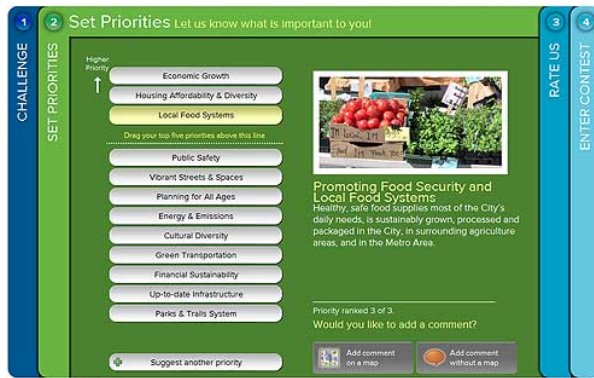 1
CHALLENGE
2
SET PRIORITIES
Set Priorities Let us know what is important to you!
Higher
Priority
Economic Growth
Housing Affordability & Diversity
Local Food Systems
Drag your top five priorities above this line
Public Safety
Vibrant Streets & Spaces
Planning for All Ages
Energy & Emissions
Cultural Diversity
Green Transportation
Financial Sustainability
Up-to-date Infrastructure
Parks & Trails System
Suggest another priority
Promoting Food Security and
Local Food Systems
Healthy, safe food supplies most of the City's
daily needs, is sustainably grown, processed and
packaged in the City, in surrounding agriculture
areas, and in the Metro Area.
Priority ranked 3 of 3.
Would you like to add a comment?
Add comment
on a map
Add comment
without a map
3
RATE US
4
ENTER CONTEST